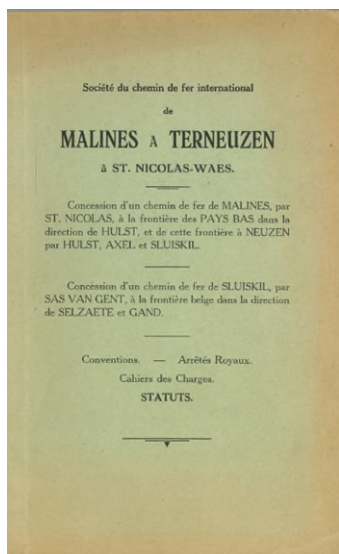 Société du chemin de fer international
de
MALINES A TERNEUZEN
à ST. NICOLAS-WAES.
Concession d'un chemin de fer de MALINES, par
ST. NICOLAS, à la frontière des PAYS BAS dans la
direction de HULST, et de cette frontière à NEUZEN
par HULST, AXEL et SLUISKIL.
Concession d'un chemin de fer de SLUISKIL, par
SAS VAN GENT, à la frontière belge dans la direction
de SELZAETE et GAND.
Conventions. — Arrêtés Royaux.
Cahiers des Charges.
STATUTS.